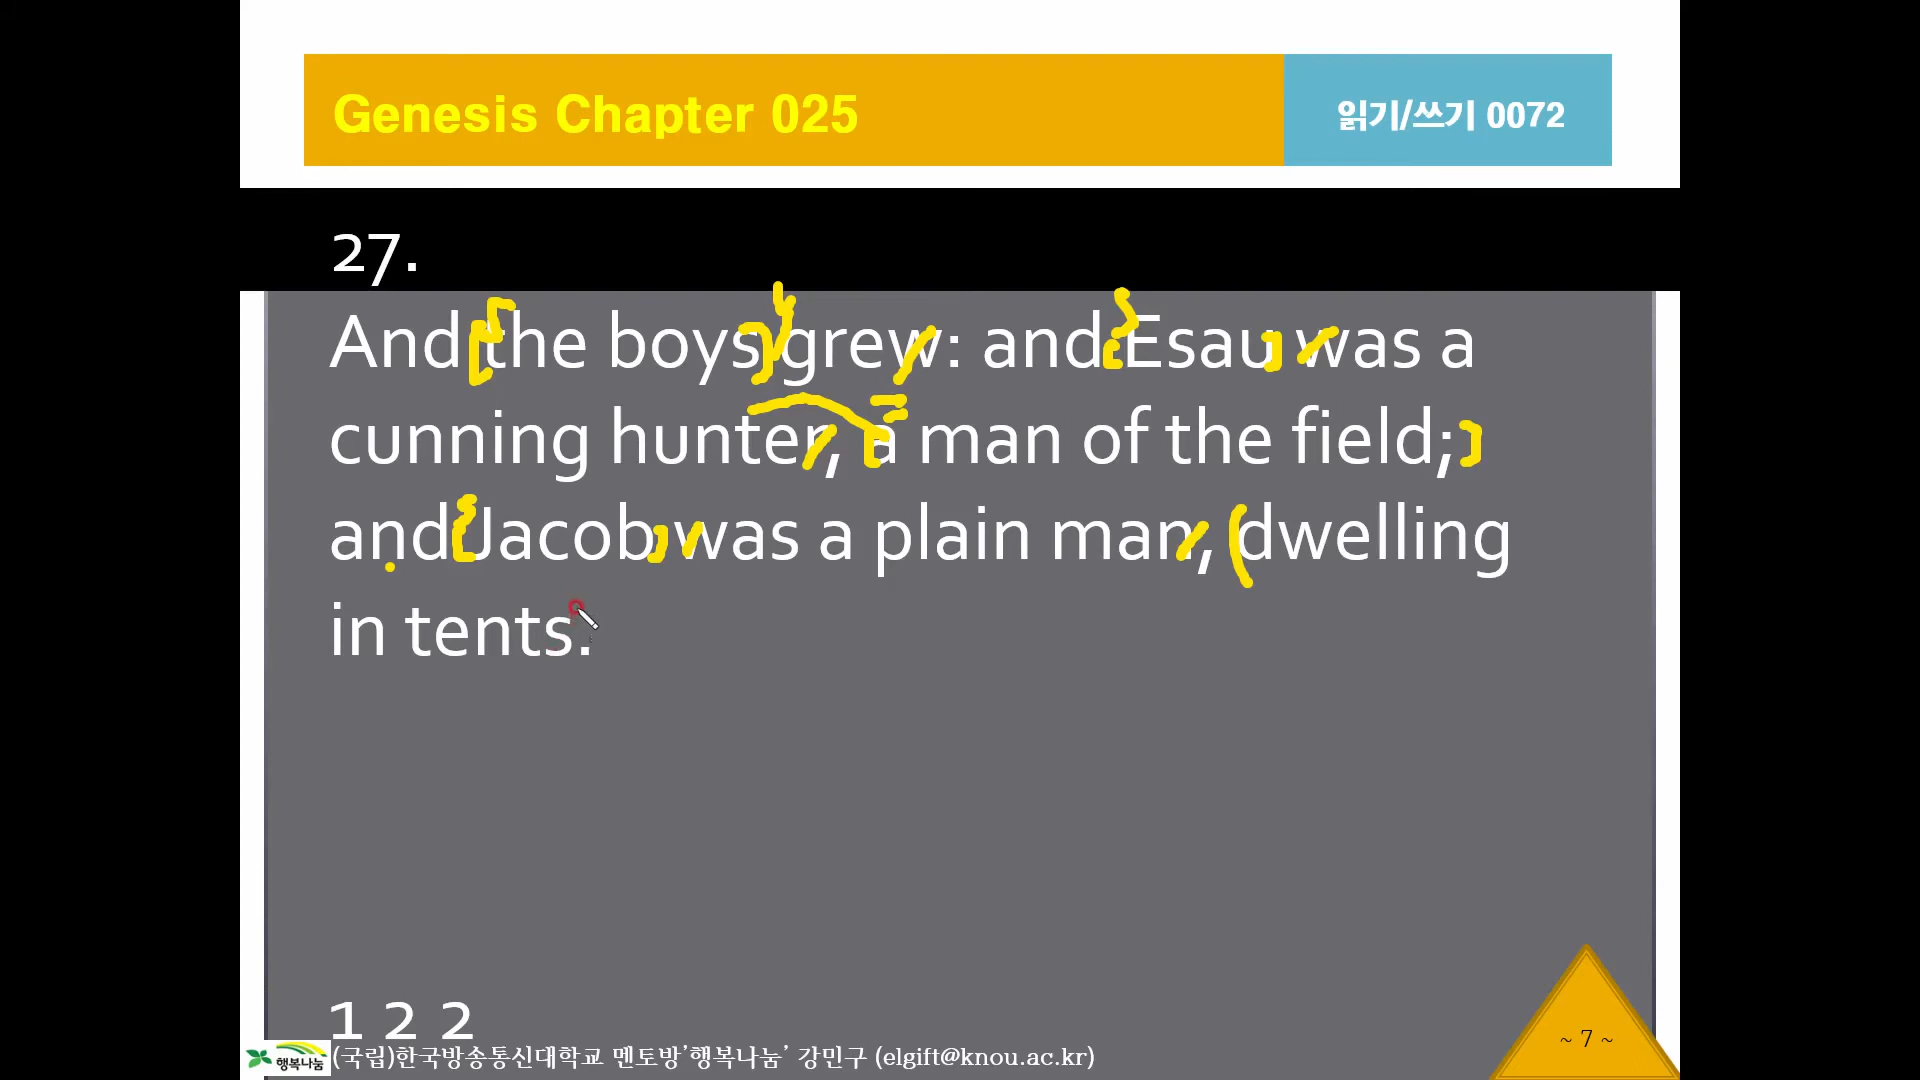 Genesis Chapter 025
읽기/쓰기 0072
27.
And the boys grew: and Esau was a
cunning hunter, a man of the field;
and Jacob was a plain man, dwelling
in tents.
1 2 2
행복나눔
(국립)한국방송통신대학교 멘토방'행복나눔' 강민구 (elgift@knou.ac.kr)
~ 7 ~